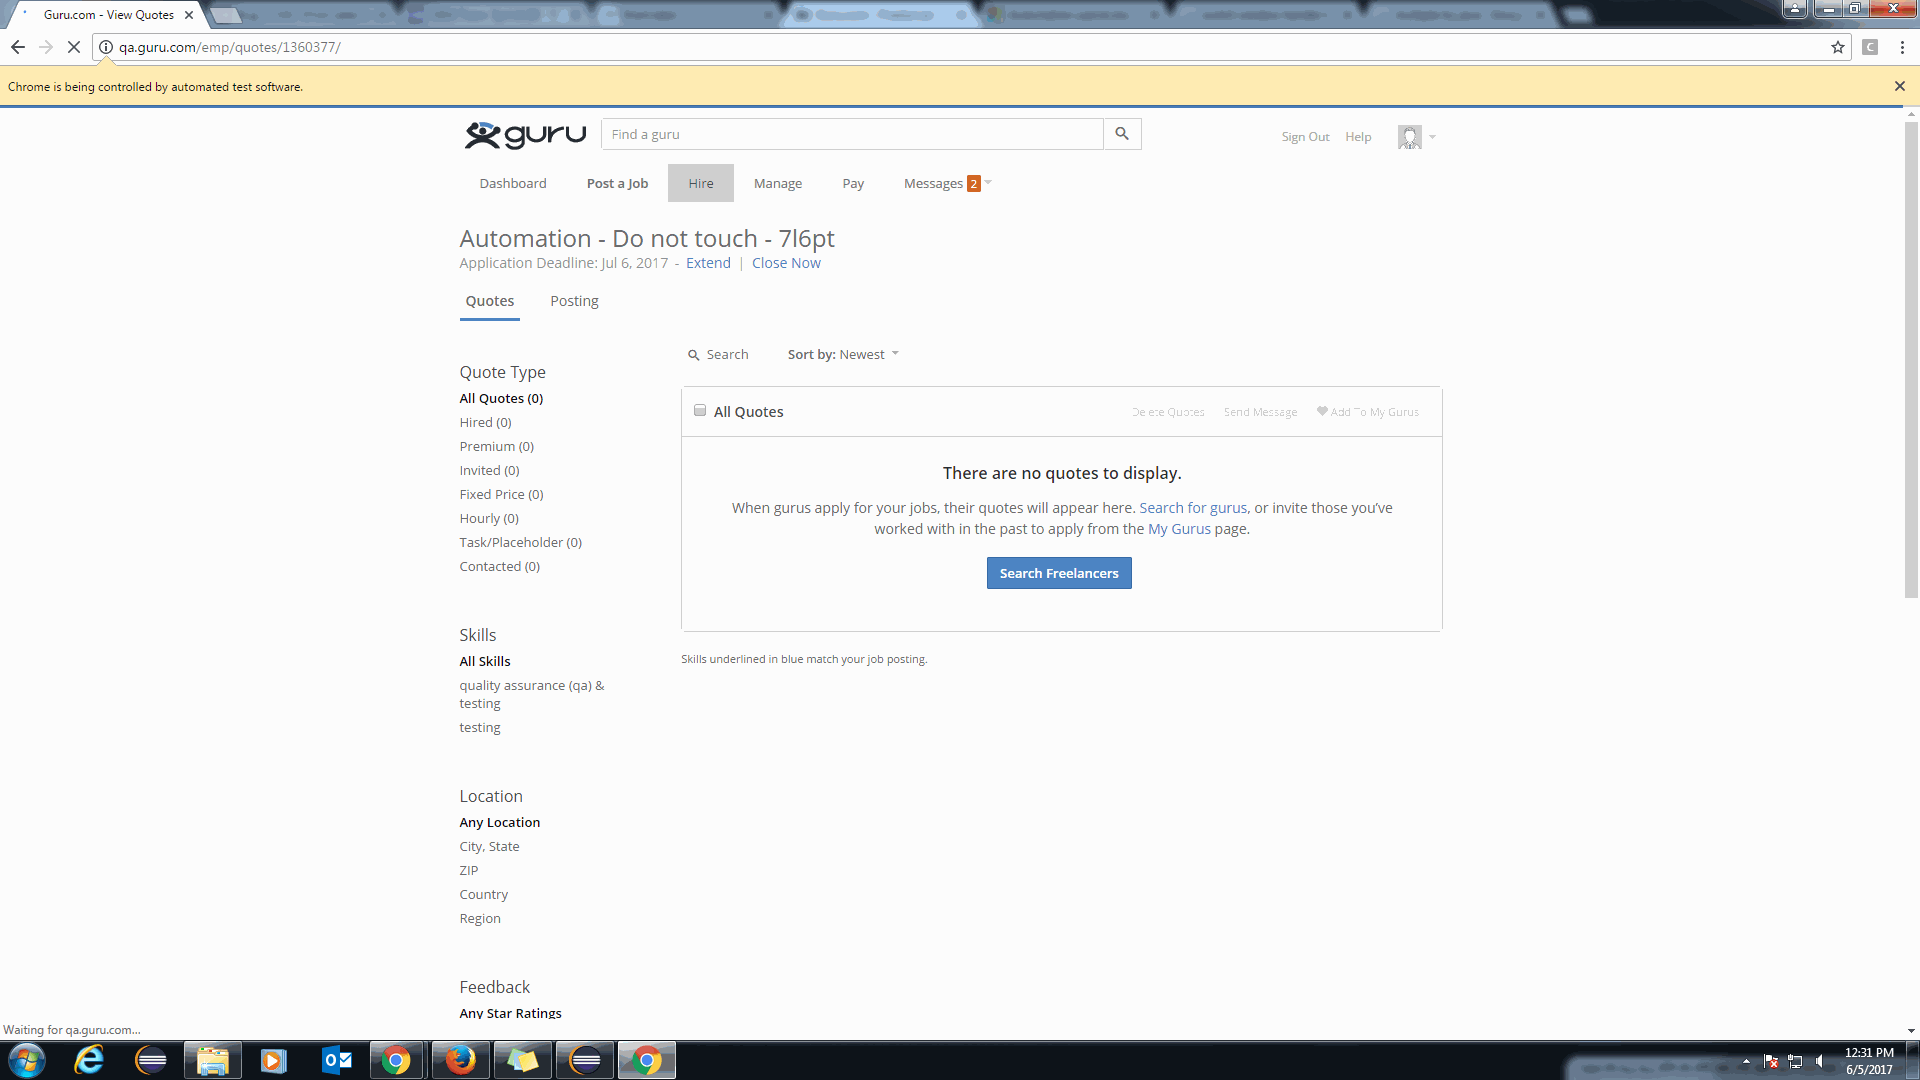 Guru.com - View Quotes
qa.guru.com/emp/quotes/1360377/
C
Chrome is being controlled by automated test software.
guru
Find a guru
Sign Out
Help
Dashboard
Post a Job
Hire
Manage
Pay
Messages 2
Automation - Do not touch - 7l6pt
Application Deadline: Jul 6, 2017 - Extend | Close Now
Quotes
Posting
Search
Sort by: Newest
Quote Type
All Quotes (0)
Hired (0)
Premium (0)
Invited (0)
Fixed Price (0)
Hourly (0)
Task/Placeholder (0)
Contacted (0)
All Quotes
Delete Quotes
Send Message
Add To My Gurus
There are no quotes to display.
When gurus apply for your jobs, their quotes will appear here. Search for gurus, or invite those you've
worked with in the past to apply from the My Gurus page.
Search Freelancers
Skills underlined in blue match your job posting.
Skills
All Skills
quality assurance (qa) &
testing
testing
Location
Any Location
City, State
ZIP
Country
Region
Feedback
Any Star Ratings
Waiting for qa.guru.com...
12:31 PM
6/5/2017